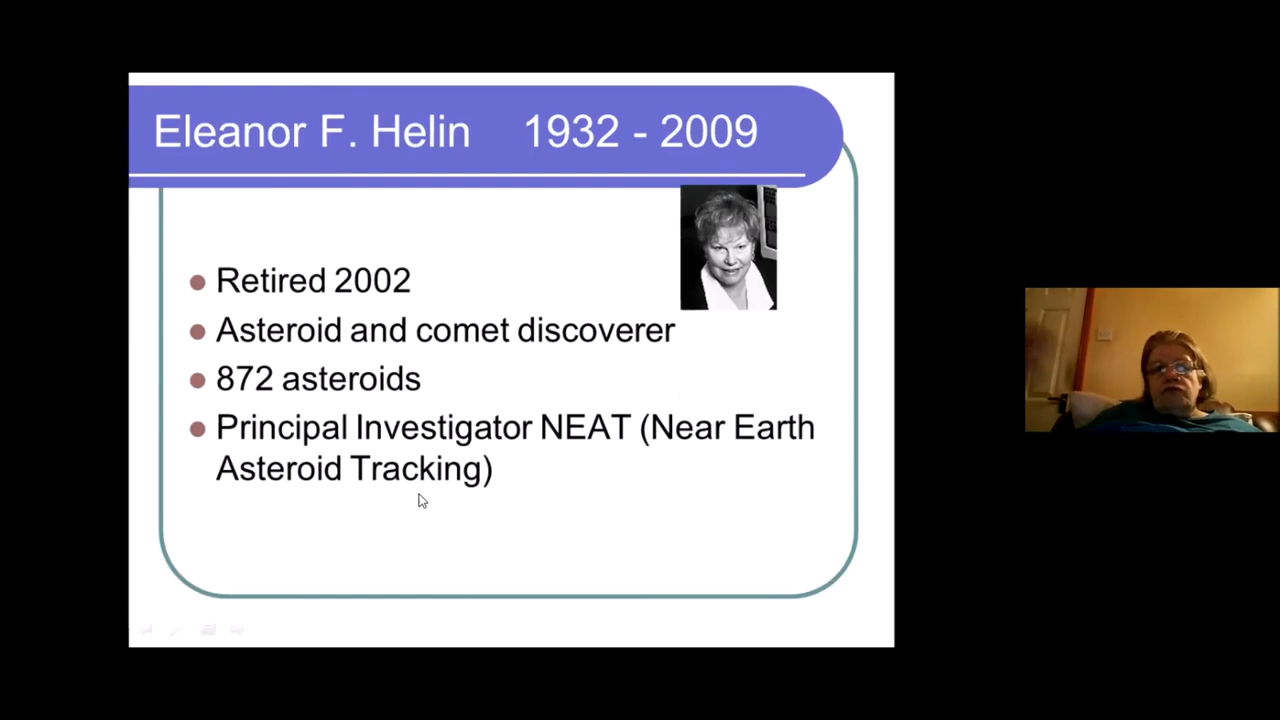 Eleanor F. Helin 1932 - 2009
Retired 2002
Asteroid and comet discoverer
872 asteroids
Principal Investigator NEAT (Near Earth
Asteroid Tracking)